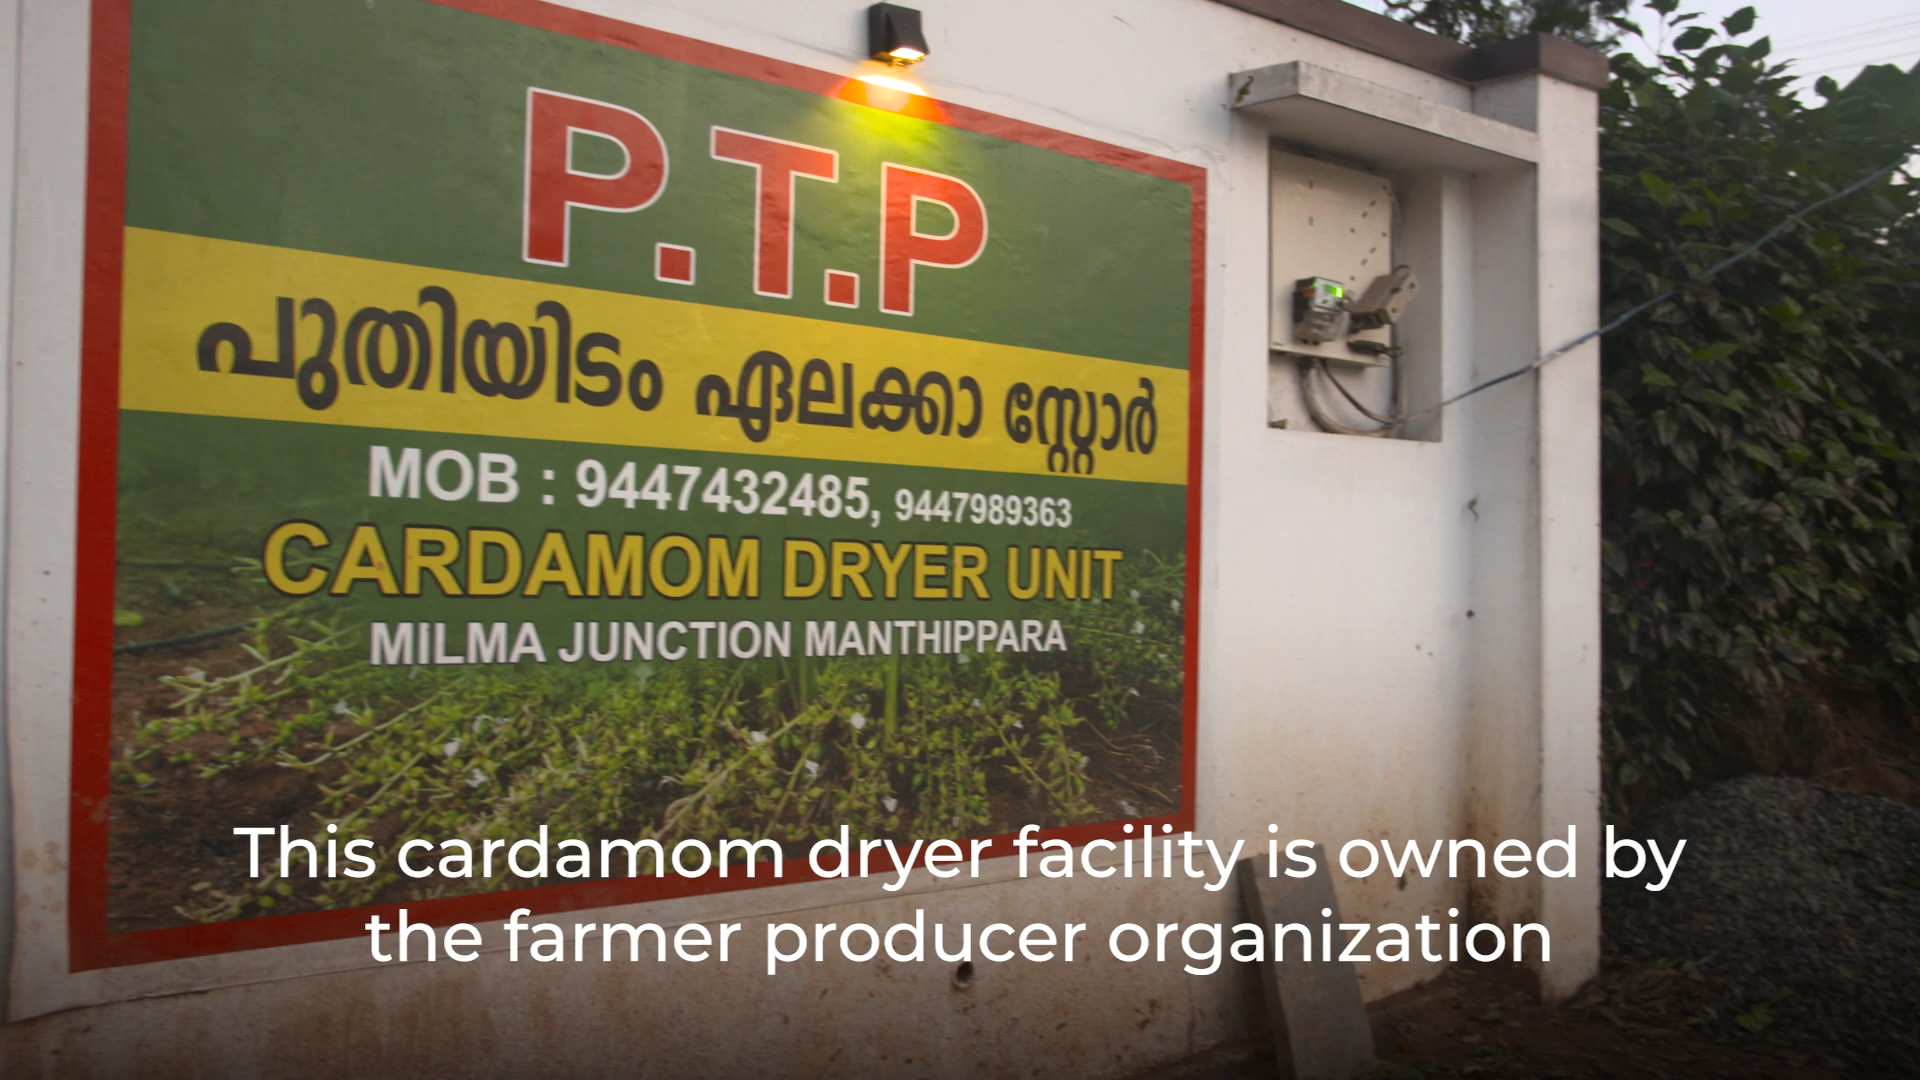 P.T.P
പുതിയിടം ഏലക്കാ സ്റ്റോർ
MOB : 9447432485, 9447989363
CARDAMOM DRYER UNIT
MILMA JUNCTION MANTHIPPARA
This cardamom dryer facility is owned by
the farmer producer organization